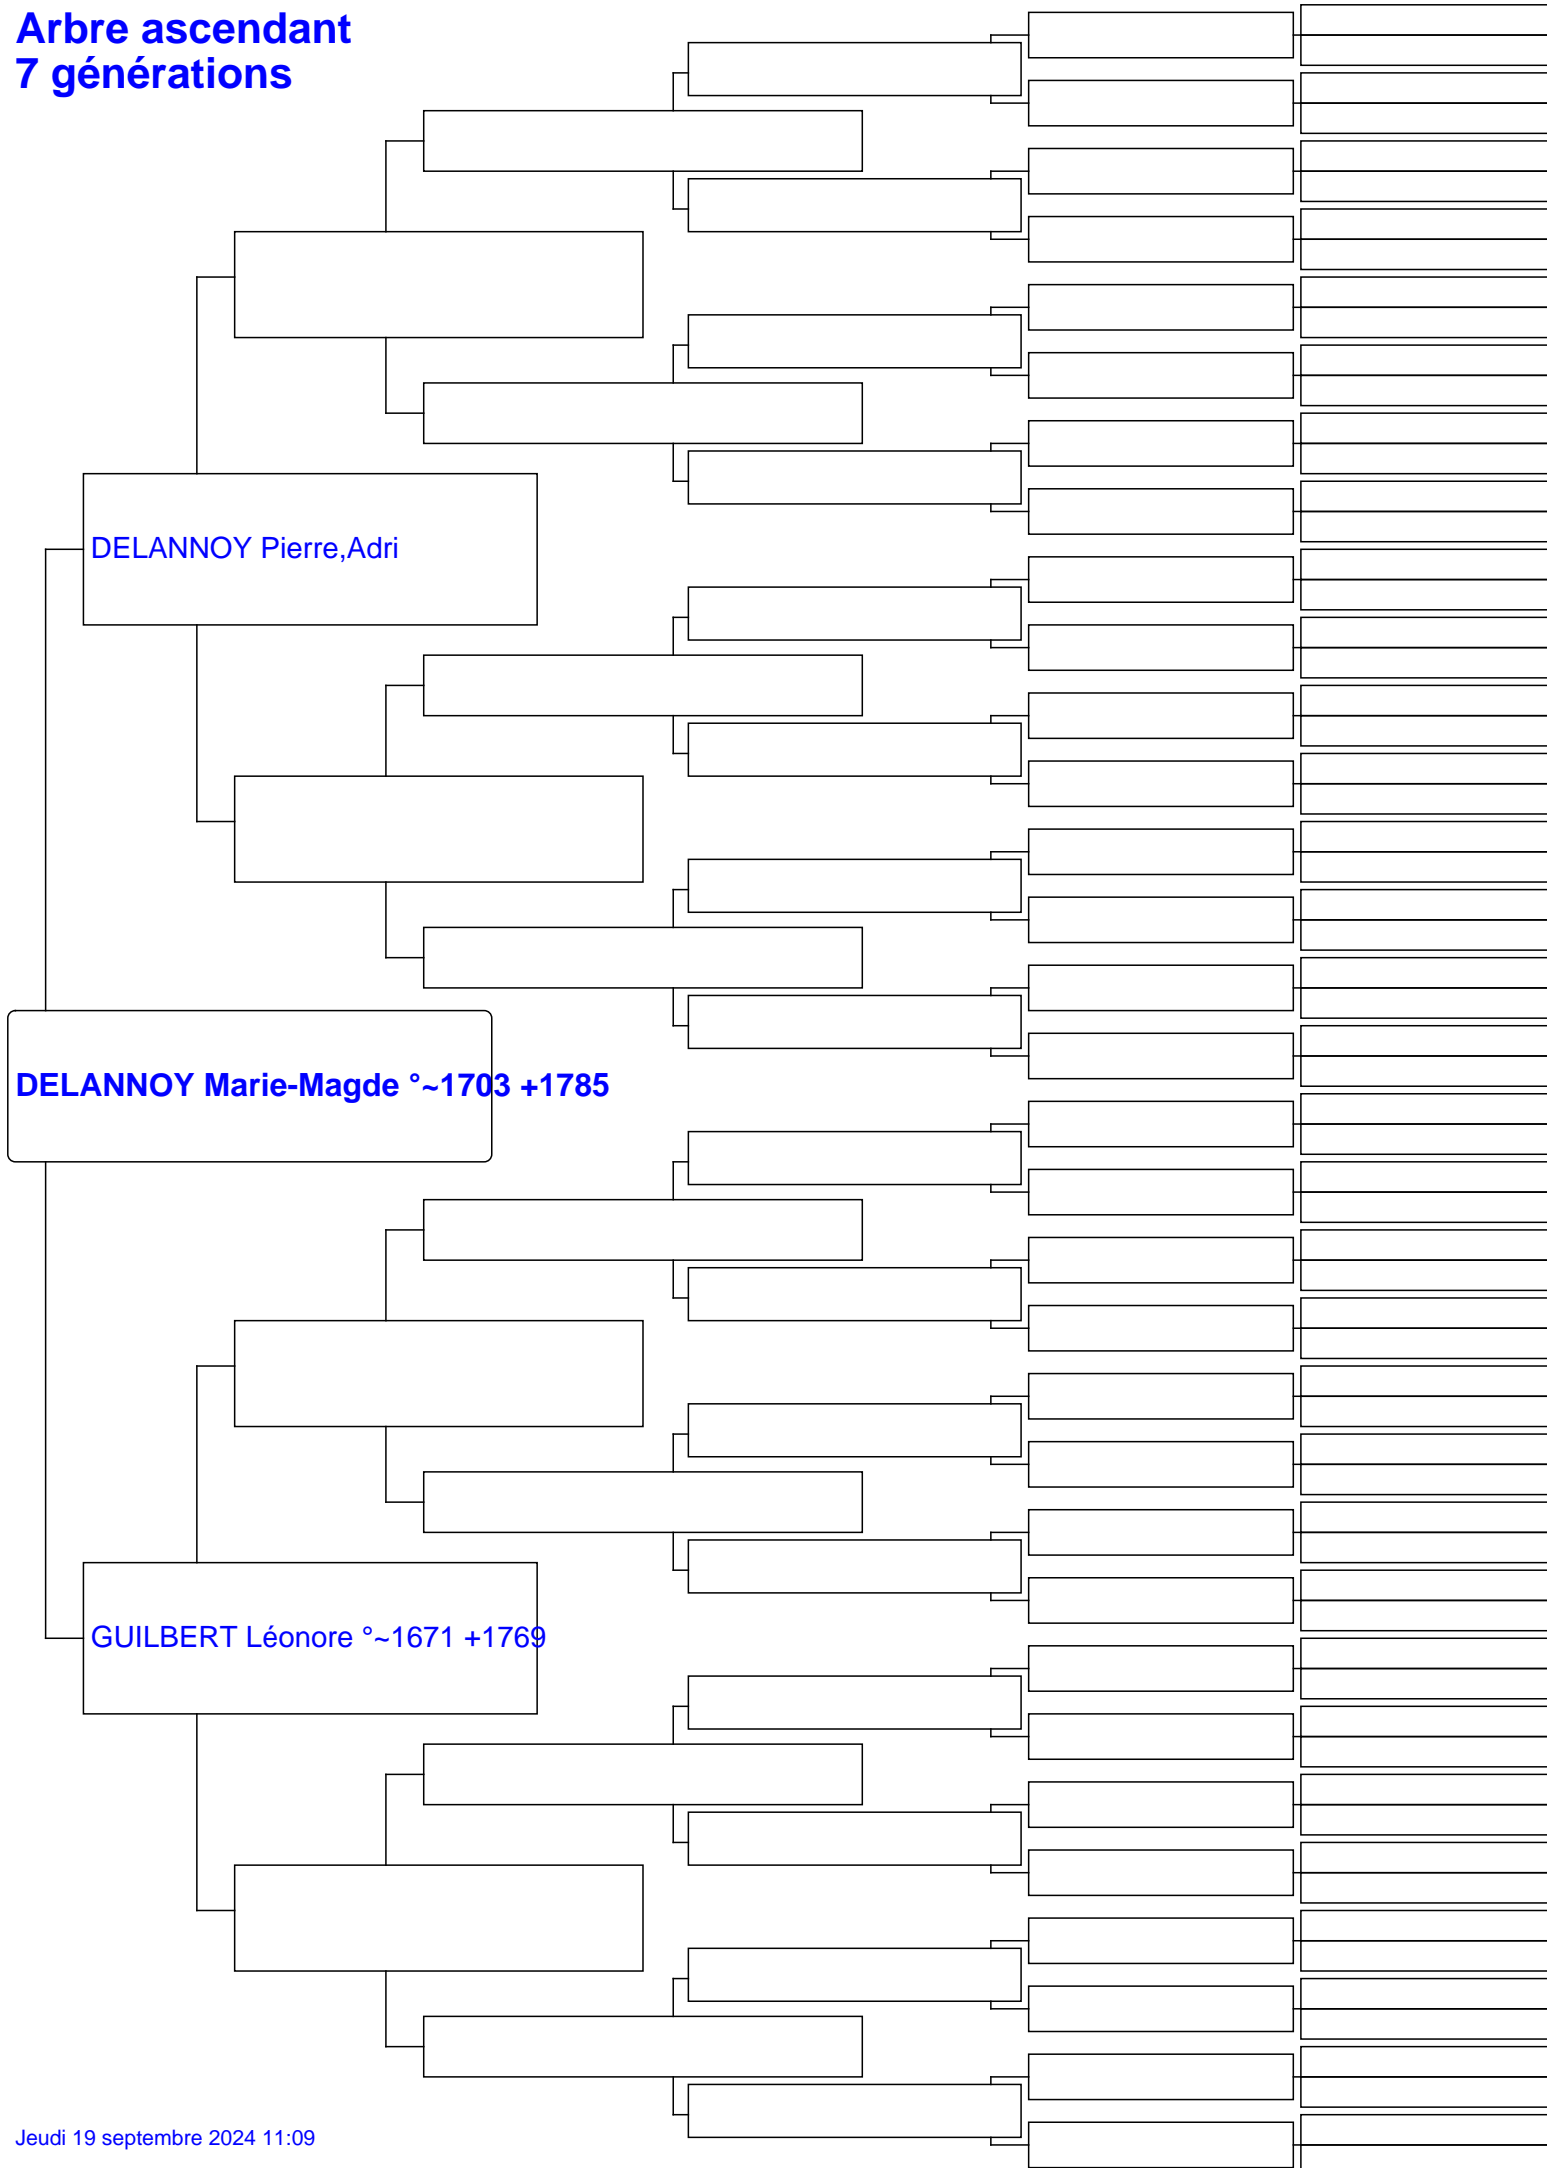 Arbre ascendant
7 générations
DELANNOY Pierre,Adri
DELANNOY Marie-Magde °~1703 +1785
GUILBERT Léonore °~1671 +1769
Jeudi 19 septembre 2024 11:09